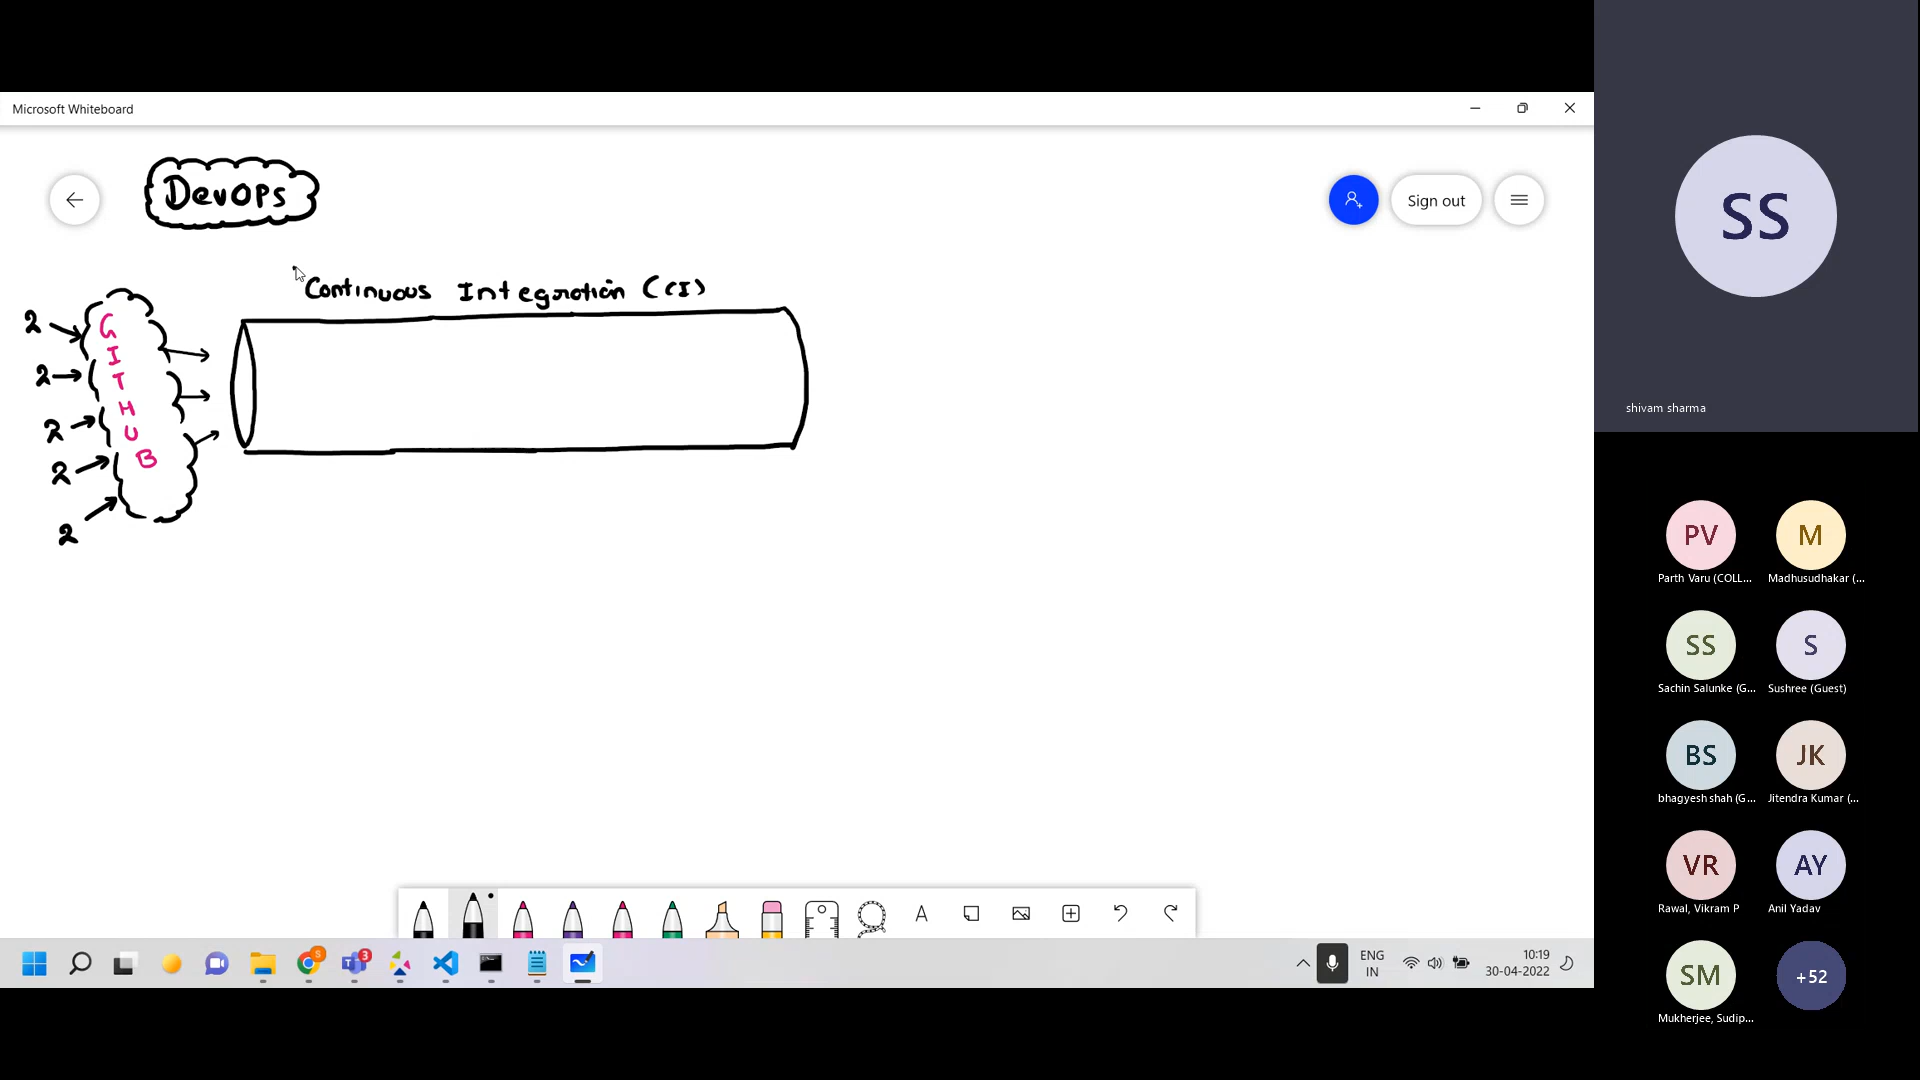 Microsoft Whiteboard
DevOps
Sign out
Continuous Integration (CI)
2
2
2
2
2
GITHUB
SS
shivam sharma
PV
M
Parth Varu (COLL...
Madhusudhakar (...
SS
S
Sachin Salunke (G...
Sushree (Guest)
BS
JK
bhagyesh shah (G...
Jitendra Kumar (...
VR
AY
Rawal, Vikram P
Anil Yadav
SM
+52
Mukherjee, Sudip...
A
S
3
ENG
IN
10:19
30-04-2022